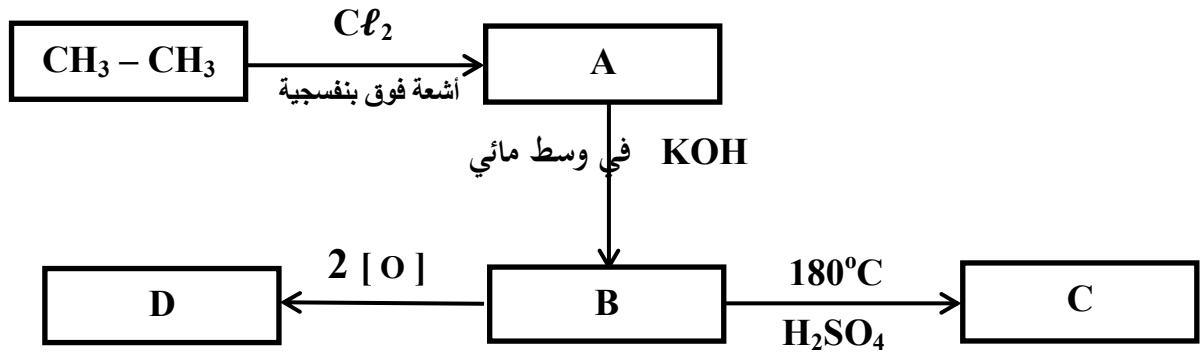 Cℓ₂
CH₃ – CH₃
A
أشعة فوق بنفسجية
في وسط مائي KOH
2 [ O ]
180ºC
D
B
C
H₂SO₄